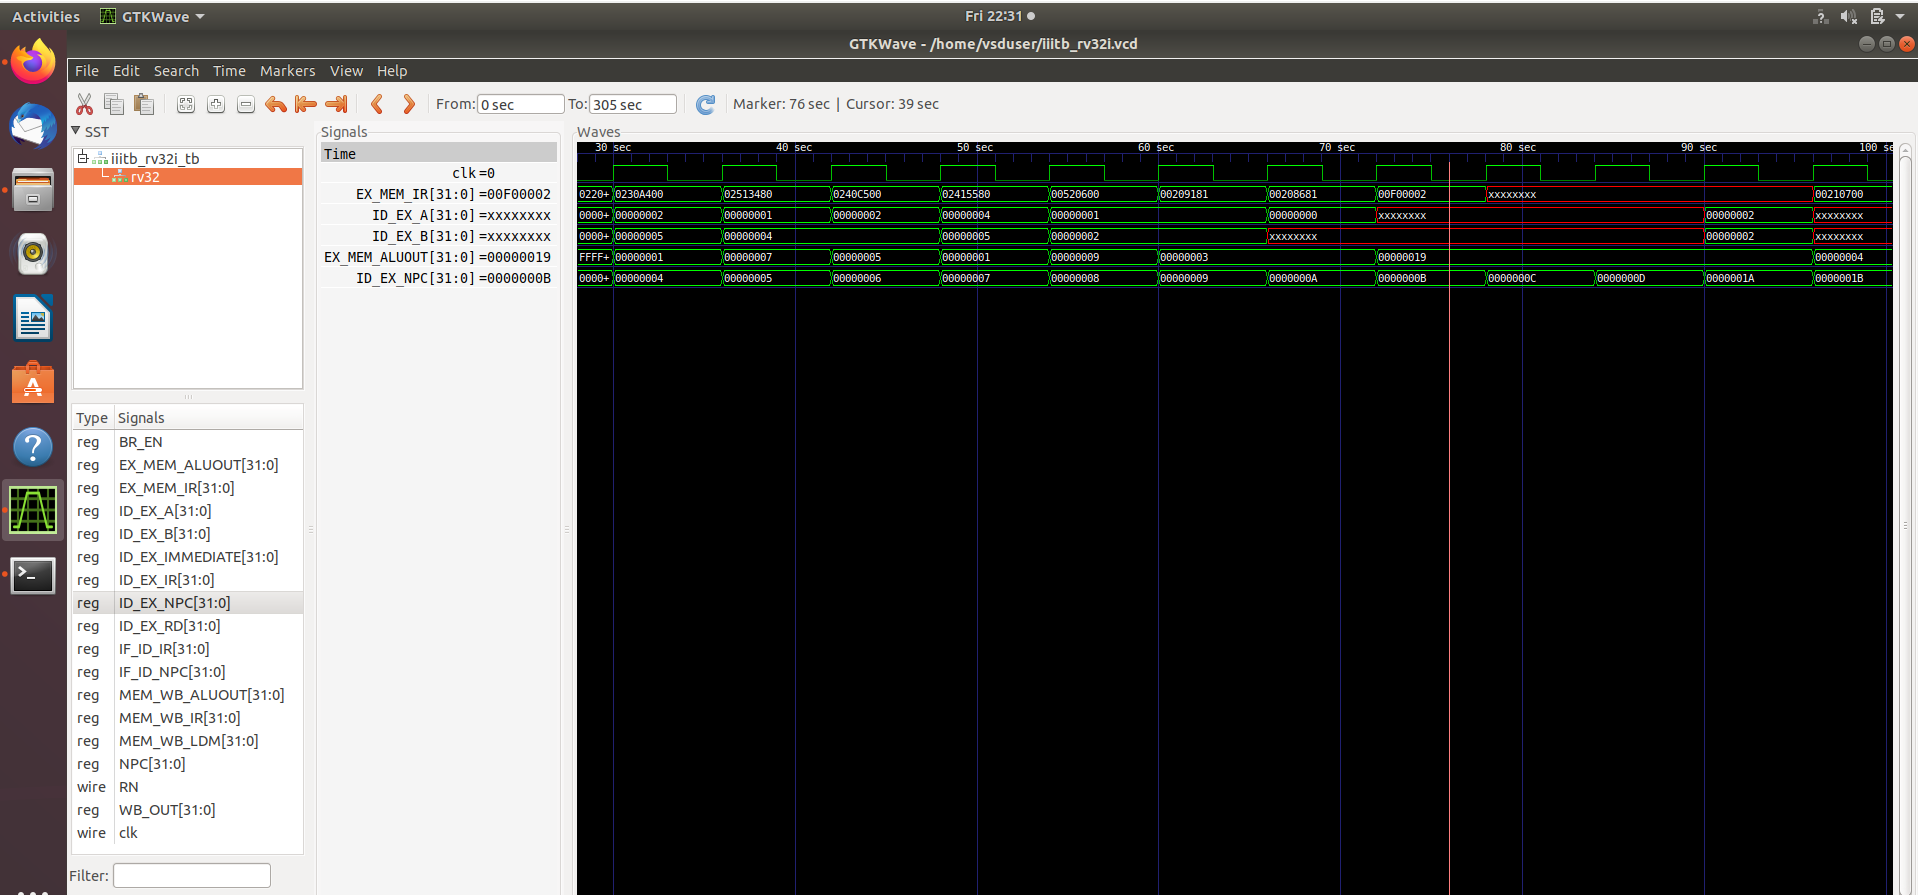 Activities GTKWave Fri 22:31
GTKWave - /home/vsduser/iiitb_rv32i.vcd
File Edit Search Time Markers View Help
From: 0 sec To: 305 sec Marker: 76 sec | Cursor: 39 sec
SST
iiitb_rv32i_tb
rv32
Type Signals
reg BR_EN
reg EX_MEM_ALUOUT[31:0]
reg EX_MEM_IR[31:0]
reg ID_EX_A[31:0]
reg ID_EX_B[31:0]
reg ID_EX_IMMEDIATE[31:0]
reg ID_EX_IR[31:0]
reg ID_EX_NPC[31:0]
reg ID_EX_RD[31:0]
reg IF_ID_IR[31:0]
reg IF_ID_NPC[31:0]
reg MEM_WB_ALUOUT[31:0]
reg MEM_WB_IR[31:0]
reg MEM_WB_LDM[31:0]
reg NPC[31:0]
wire RN
reg WB_OUT[31:0]
wire clk
Filter:
Signals
Time
clk =0
EX_MEM_IR[31:0] =00F00002
ID_EX_A[31:0] =xxxxxxxx
ID_EX_B[31:0] =xxxxxxxx
EX_MEM_ALUOUT[31:0] =00000019
ID_EX_NPC[31:0] =0000000B
Waves
30 sec 40 sec 50 sec 60 sec 70 sec 80 sec 90 sec 100 se
0220+ 0230A400 02513480 0240C500 02415580 00520600 00209181 00208681 00F00002 xxxxxxxx 00210700
0000+ 00000002 00000001 00000002 00000004 00000001 00000000 xxxxxxxx 00000002 xxxxxxxx
0000+ 00000005 00000004 00000005 00000002 xxxxxxxx 00000002 xxxxxxxx
FFFF+ 00000001 00000007 00000005 00000001 00000009 00000003 00000019 00000004
0000+ 00000004 00000005 00000006 00000007 00000008 00000009 0000000A 0000000B 0000000C 0000000D 0000001A 0000001B